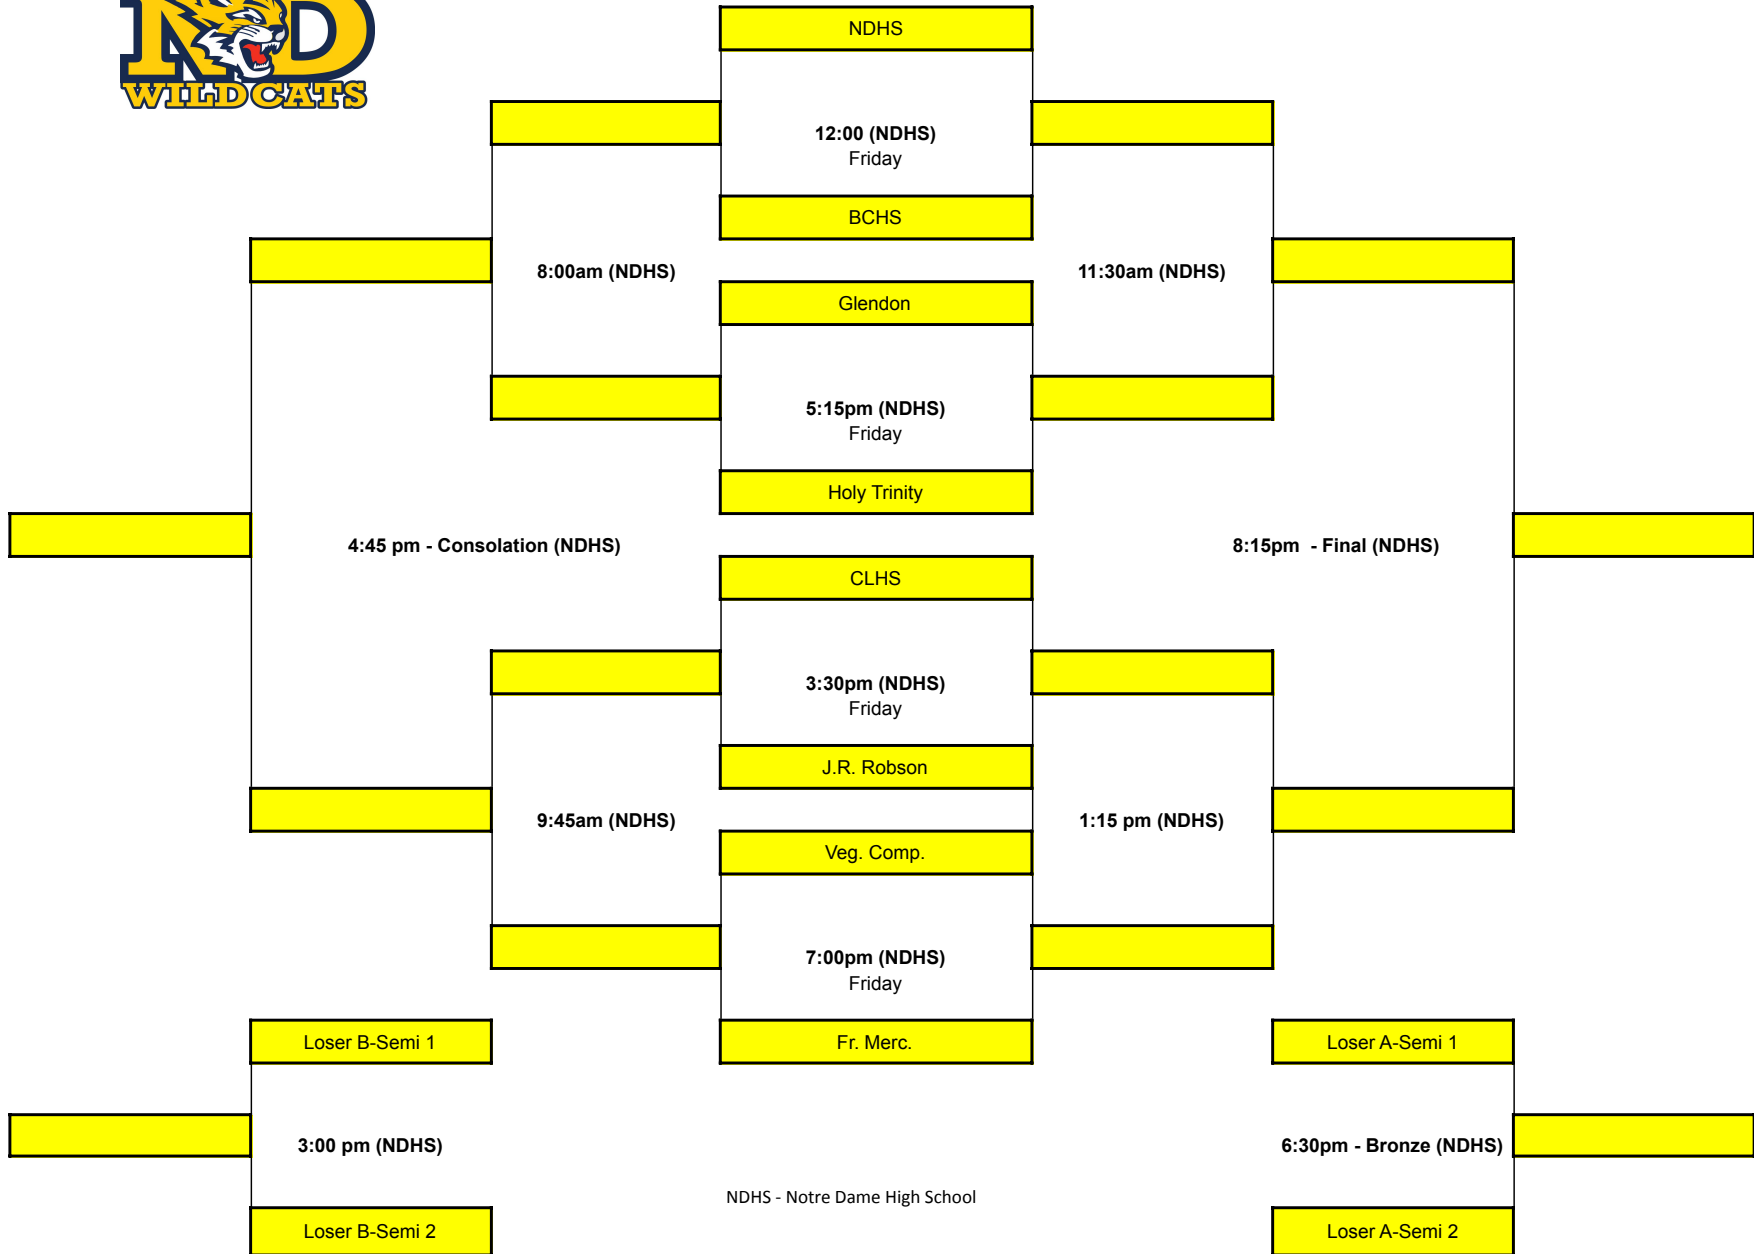 ND
WILDCATS
NDHS
12:00 (NDHS)
Friday
BCHS
8:00am (NDHS)
11:30am (NDHS)
Glendon
5:15pm (NDHS)
Friday
Holy Trinity
4:45 pm - Consolation (NDHS)
8:15pm  - Final (NDHS)
CLHS
3:30pm (NDHS)
Friday
J.R. Robson
9:45am (NDHS)
1:15 pm (NDHS)
Veg. Comp.
7:00pm (NDHS)
Friday
Loser B-Semi 1
Fr. Merc.
Loser A-Semi 1
3:00 pm (NDHS)
6:30pm - Bronze (NDHS)
NDHS - Notre Dame High School
Loser B-Semi 2
Loser A-Semi 2